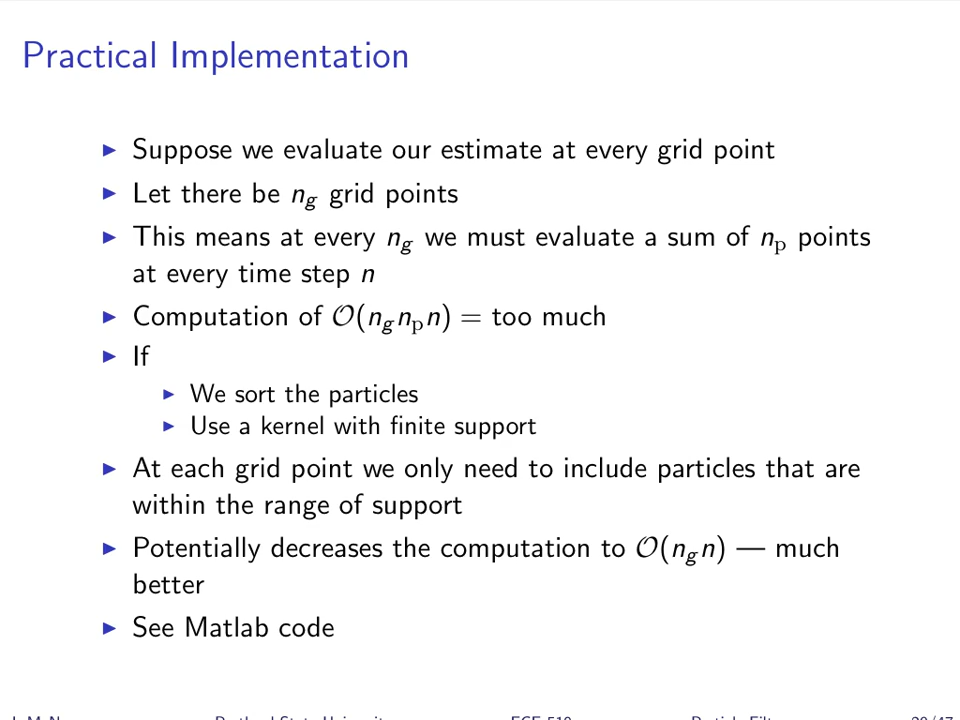 Practical Implementation
▶ Suppose we evaluate our estimate at every grid point
▶ Let there be n_g grid points
▶ This means at every n_g we must evaluate a sum of n_p points
at every time step n
▶ Computation of O(n_g n_p n) = too much
▶ If
▶ We sort the particles
▶ Use a kernel with finite support
▶ At each grid point we only need to include particles that are
within the range of support
▶ Potentially decreases the computation to O(n_g n) — much
better
▶ See Matlab code